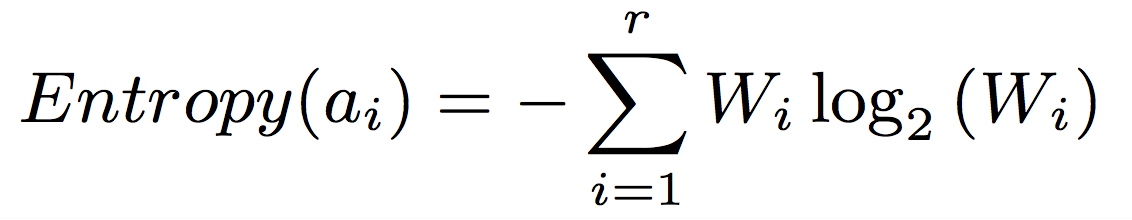 Entropy(a_i) = -\sum_{i=1}^{r} W_i \log_2 (W_i)